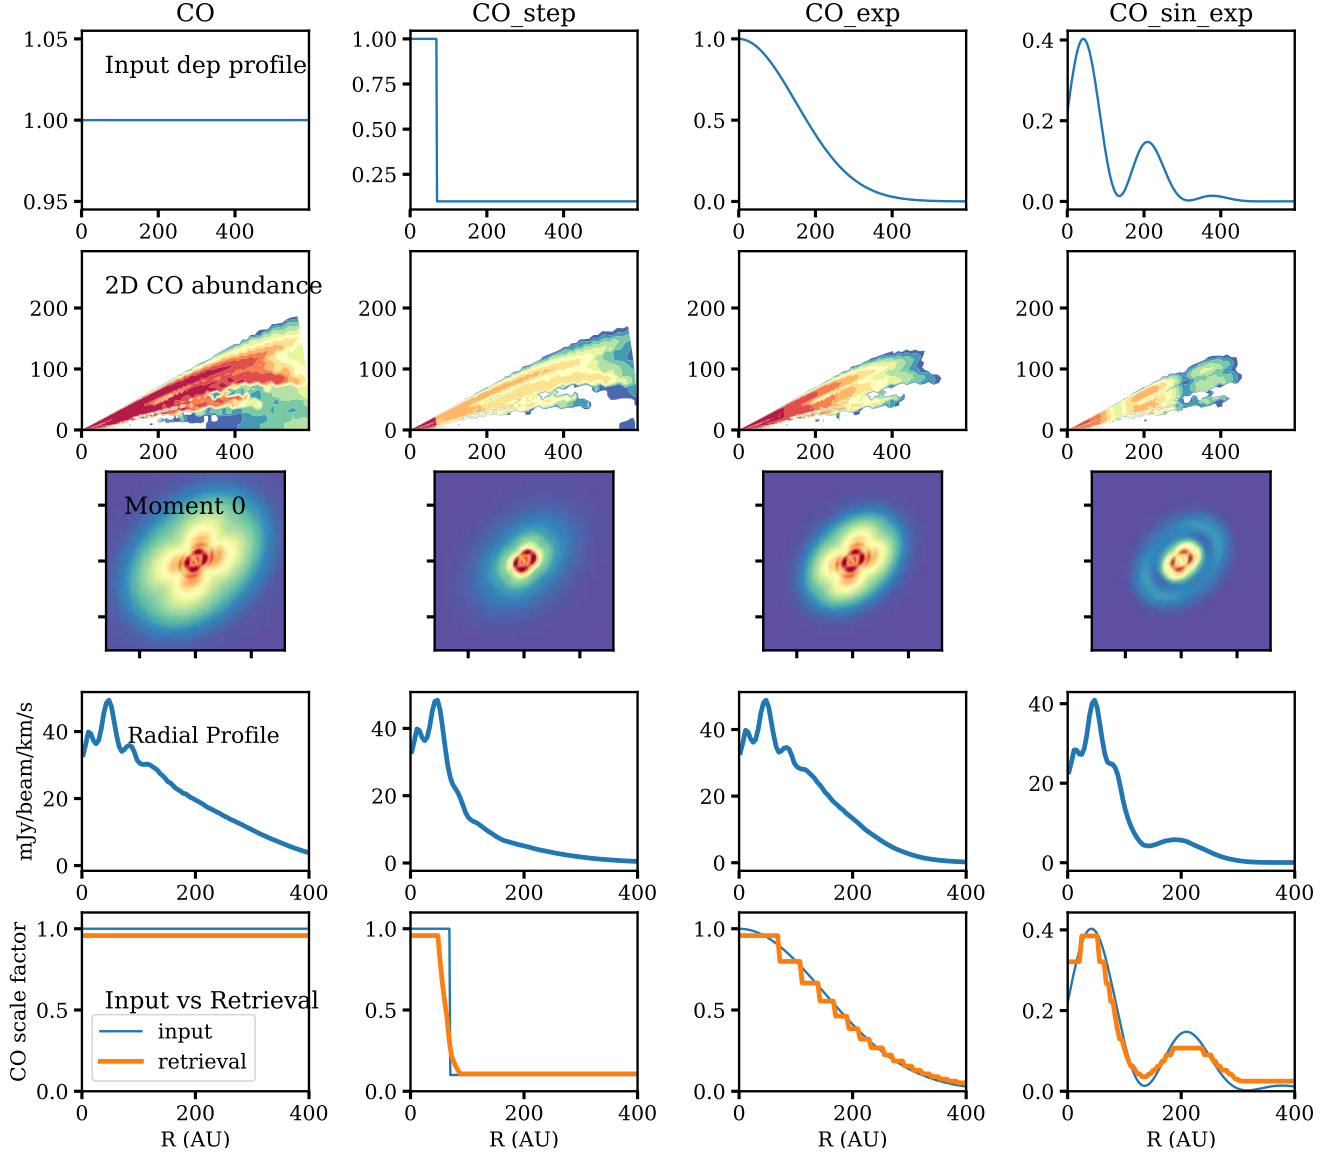 CO CO_step CO_exp CO_sin_exp
1.05 1.00 0.95
Input dep profile
0 200 400
1.00 0.75 0.50 0.25
0 200 400
1.0 0.5 0.0
0 200 400
0.4 0.2 0.0
0 200 400
2D CO abundance
200 100 0
0 200 400
200 100 0
0 200 400
200 100 0
0 200 400
200 100 0
0 200 400
Moment 0
mJy/beam/km/s
40 20 0
Radial Profile
0 200 400
40 20 0
0 200 400
40 20 0
0 200 400
40 20 0
0 200 400
CO scale factor
1.0 0.5 0.0
Input vs Retrieval
input
retrieval
0 200 400
R (AU)
1.0 0.5 0.0
0 200 400
R (AU)
1.0 0.5 0.0
0 200 400
R (AU)
0.4 0.2 0.0
0 200 400
R (AU)